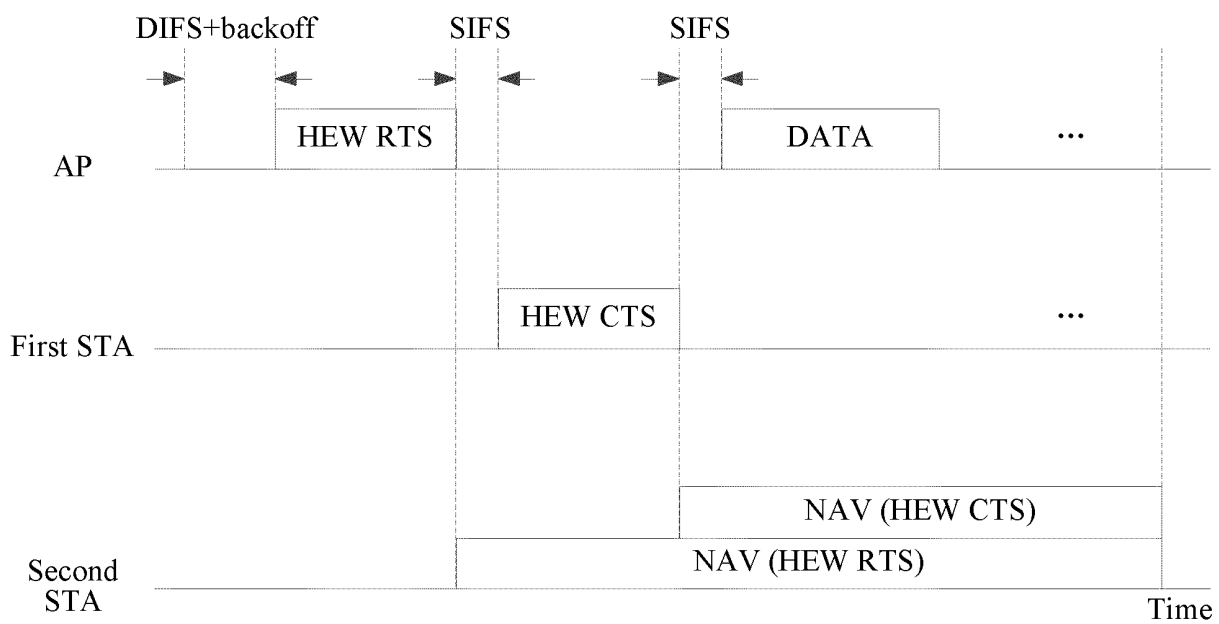 DIFS+backoff
SIFS
SIFS
HEW RTS
DATA
...
AP
HEW CTS
...
First STA
NAV (HEW CTS)
NAV (HEW RTS)
Second
STA
Time